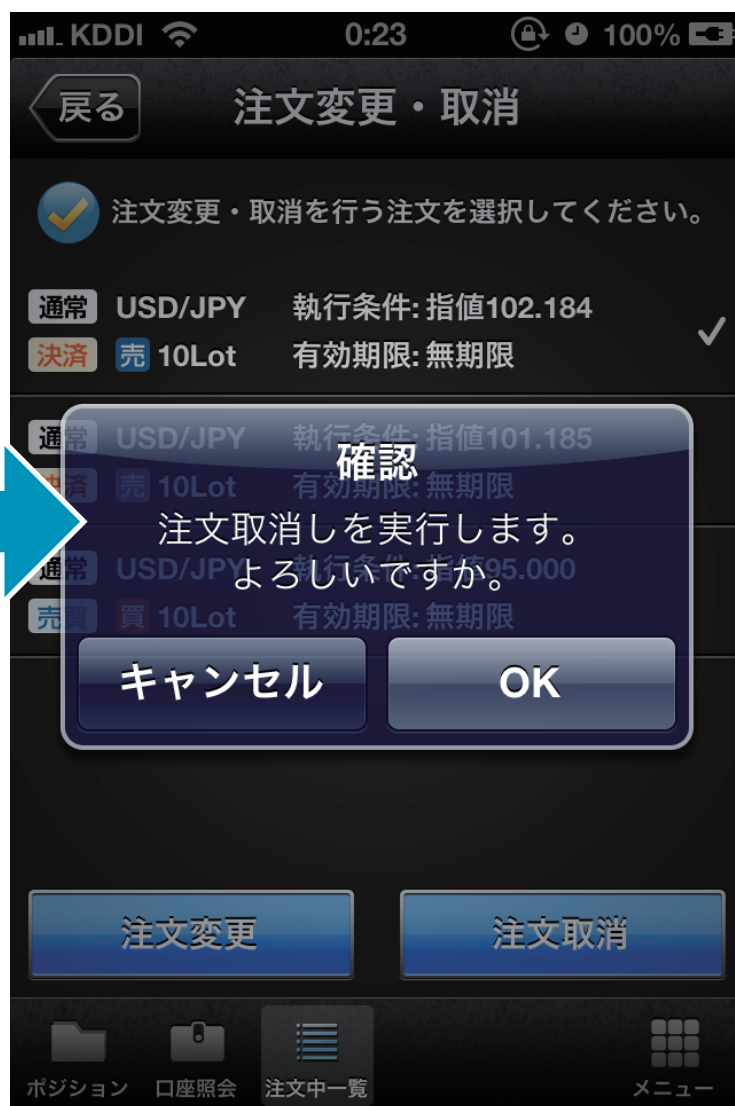 KDDI 0:23 100%
戻る 注文変更・取消
注文変更・取消を行う注文を選択してください。
通常 USD/JPY 執行条件: 指値102.184
決済 売 10Lot 有効期限: 無期限
通常 USD/JPY 執行条件: 指値101.185
決済 売 10Lot 有効期限: 無期限
確認
注文取消しを実行します。
よろしいですか。
通常 USD/JPY 執行条件: 指値95.000
売買 買 10Lot 有効期限: 無期限
キャンセル OK
注文変更 注文取消
ポジション 口座照会 注文中一覧 メニュー